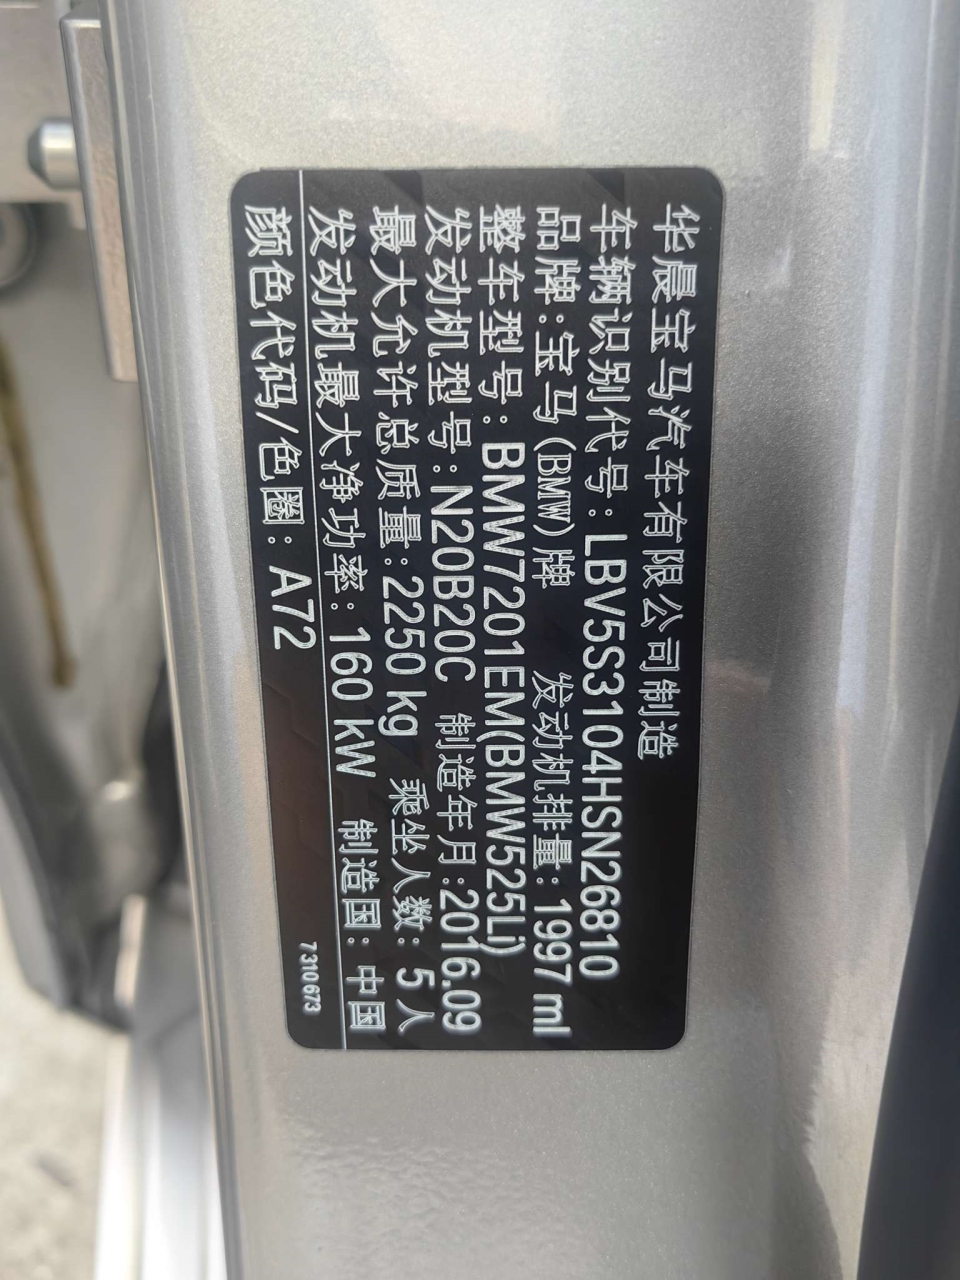 华晨宝马汽车有限公司制造
车辆识别代号:LBV5S3104HSN26810
品牌:宝马(BMW)牌 发动机排量:1997 ml
整车型号:BMW7201EM(BMW525Li)
发动机型号:N20B20C 制造年月:2016.09
最大允许总质量:2250 kg 乘坐人数:5人
发动机最大净功率:160 kW 制造国:中国
颜色代码/色圈:A72
7310673